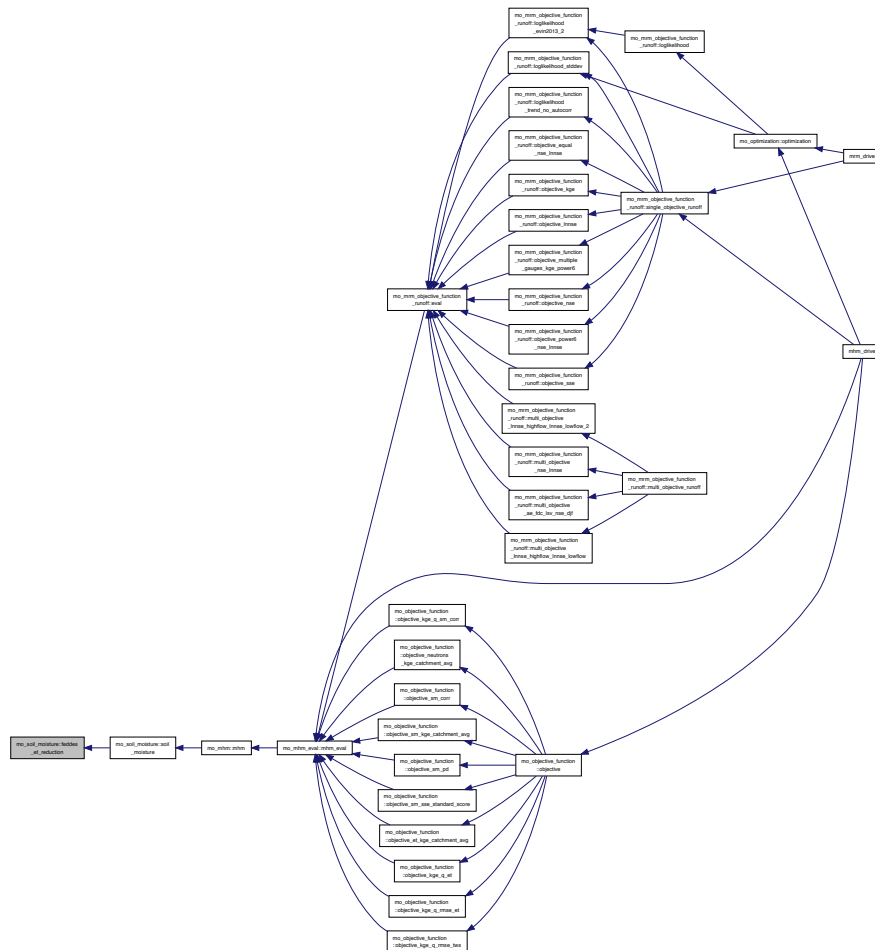 mo_mrm_objective_function
_runoff::loglikelihood
_evin2013_2
mo_mrm_objective_function
_runoff::loglikelihood
mo_mrm_objective_function
_runoff::loglikelihood_stddev
mo_mrm_objective_function
_runoff::loglikelihood
_trend_no_autocorr
mo_optimization::optimization
mrm_driver
mo_mrm_objective_function
_runoff::objective_equal
_nse_lnnse
mo_mrm_objective_function
_runoff::objective_kge
mo_mrm_objective_function
_runoff::single_objective_runoff
mo_mrm_objective_function
_runoff::objective_lnnse
mo_mrm_objective_function
_runoff::objective_multiple
_gauges_kge_power6
mo_mrm_objective_function
_runoff::eval
mo_mrm_objective_function
_runoff::objective_nse
mo_mrm_objective_function
_runoff::objective_power6
_nse_lnnse
mhm_driver
mo_mrm_objective_function
_runoff::objective_sse
mo_mrm_objective_function
_runoff::multi_objective
_lnnse_highflow_lnnse_lowflow_2
mo_mrm_objective_function
_runoff::multi_objective
_nse_lnnse
mo_mrm_objective_function
_runoff::multi_objective_runoff
mo_mrm_objective_function
_runoff::multi_objective
_ae_fdc_lsv_nse_djf
mo_mrm_objective_function
_runoff::multi_objective
_lnnse_highflow_lnnse_lowflow
mo_objective_function
::objective_kge_q_sm_corr
mo_objective_function
::objective_neutrons
_kge_catchment_avg
mo_objective_function
::objective_sm_corr
mo_objective_function
::objective_sm_kge_catchment_avg
mo_soil_moisture::feddes
_et_reduction
mo_soil_moisture::soil
_moisture
mo_mhm::mhm
mo_mhm_eval::mhm_eval
mo_objective_function
::objective_sm_pd
mo_objective_function
::objective
mo_objective_function
::objective_sm_sse_standard_score
mo_objective_function
::objective_et_kge_catchment_avg
mo_objective_function
::objective_kge_q_et
mo_objective_function
::objective_kge_q_rmse_et
mo_objective_function
::objective_kge_q_rmse_tws